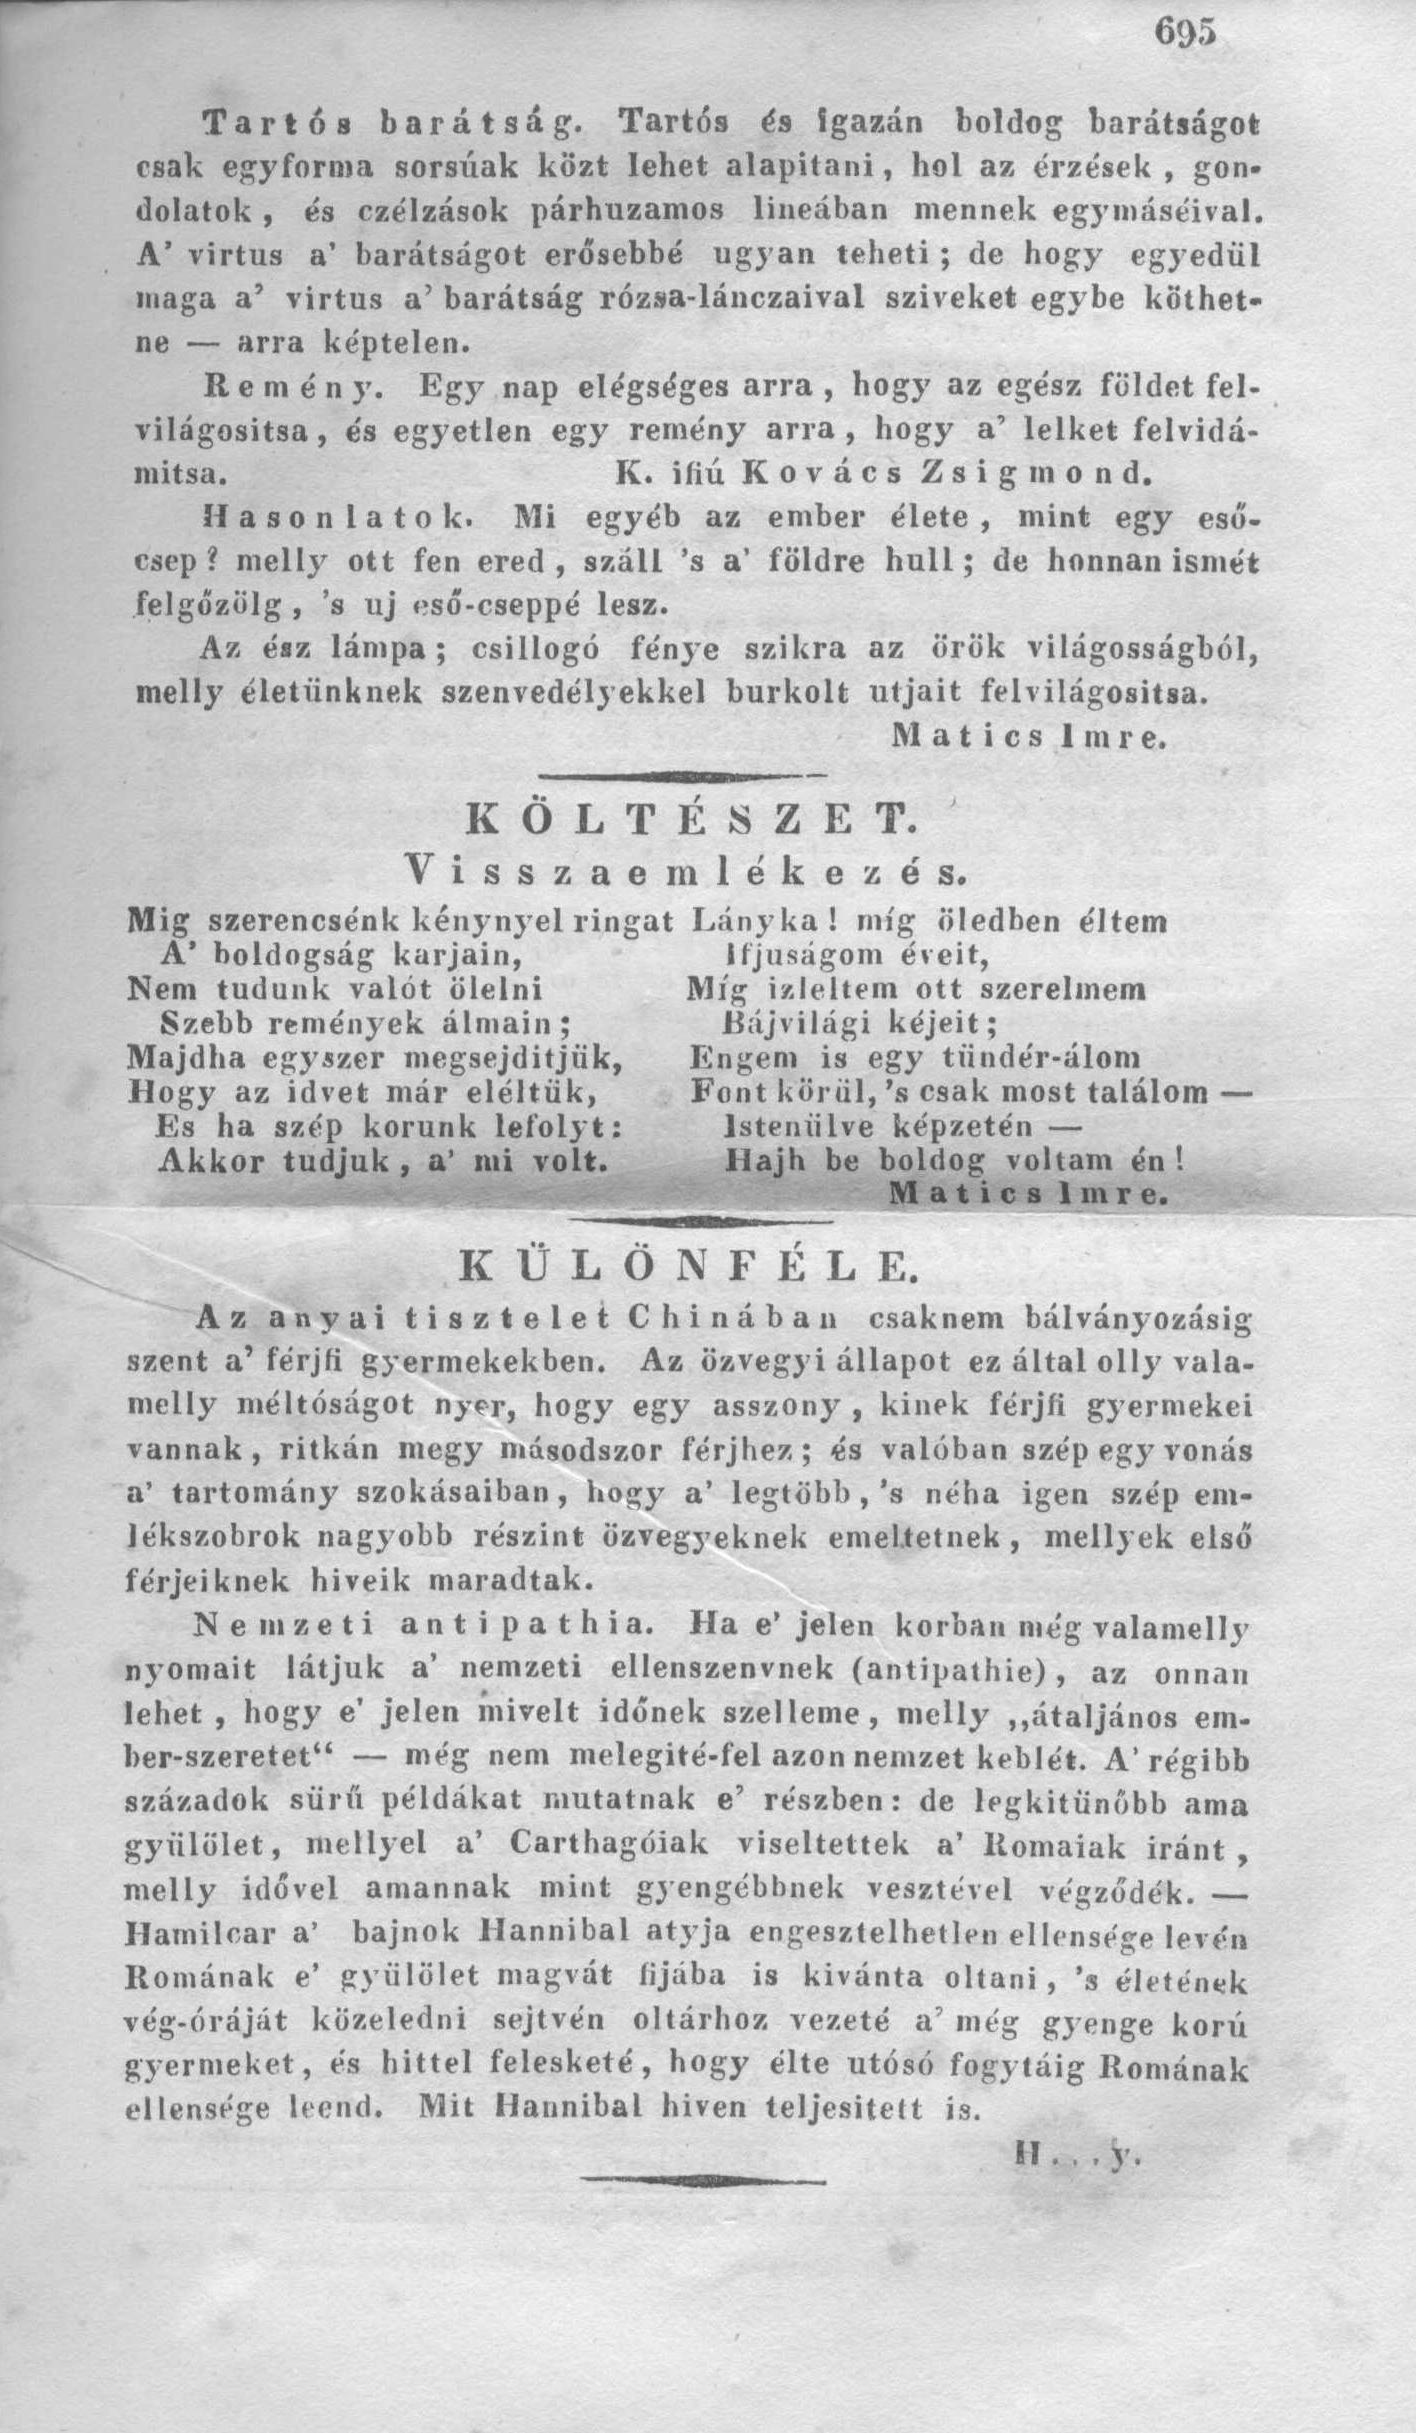 695
Tartós barátság. Tartós és igazán boldog barátságot
csak egyforma sorsúak közt lehet alapitani, hol az érzések, gon-
dolatok, és czélzások párhuzamos lineában mennek egymáséival.
A’ virtus a’ barátságot erősebbé ugyan teheti; de hogy egyedül
maga a’ virtus a’ barátság rózsa-lánczaival sziveket egybe köthet-
ne — arra képtelen.
Remény. Egy nap elégséges arra, hogy az egész földet fel-
világositsa, és egyetlen egy remény arra, hogy a’ lelket felvidá-
mitsa. K. ifiú Kovács Zsigmond.
Hasonlatok. Mi egyéb az ember élete, mint egy eső-
csep? melly ott fen ered, száll ’s a’ földre hull; de honnan ismét
felgőzölg, ’s uj eső-cseppé lesz.
Az ész lámpa; csillogó fénye szikra az örök világosságból,
melly életünknek szenvedélyekkel burkolt utjait felvilágositsa.
Matics Imre.
KÖLTÉSZET.
Visszaemlékezés.
Mig szerencsénk kénynyel ringat
A’ boldogság karjain,
Nem tudunk valót ölelni
Szebb remények álmain;
Majdha egyszer megsejditjük,
Hogy az idvet már eléltük,
Es ha szép korunk lefolyt:
Akkor tudjuk, a’ mi volt.
Lányka! míg öledben éltem
Ifjuságom éveit,
Míg izleltem ott szerelmem
Bájvilági kéjeit;
Engem is egy tündér-álom
Font körül, ’s csak most találom —
Istenülve képzetén —
Hajh be boldog voltam én!
Matics Imre.
KÜLÖNFÉLE.
Az anyai tisztelet Chinában csaknem bálványozásig
szent a’ férjfi gyermekekben. Az özvegyi állapot ez által olly vala-
melly méltóságot nyer, hogy egy asszony, kinek férjfi gyermekei
vannak, ritkán megy másodszor férjhez; és valóban szép egy vonás
a’ tartomány szokásaiban, hogy a’ legtöbb, ’s néha igen szép em-
lékszobrok nagyobb részint özvegyeknek emeltetnek, mellyek első
férjeiknek hiveik maradtak.
Nemzeti antipathia. Ha e’ jelen korban még valamelly
nyomait látjuk a’ nemzeti ellenszenvnek (antipathie), az onnan
lehet, hogy e’ jelen mivelt időnek szelleme, melly „átaljános em-
ber-szeretet“ — még nem melegité-fel azon nemzet keblét. A’ régibb
századok sürű példákat mutatnak e’ részben: de legkitünőbb ama
gyülölet, mellyel a’ Carthagóiak viseltettek a’ Romaiak iránt,
melly idővel amannak mint gyengébbnek vesztével végződék. —
Hamilcar a’ bajnok Hannibal atyja engesztelhetlen ellensége levén
Romának e’ gyülölet magvát fijába is kivánta oltani, ’s életének
vég-óráját közeledni sejtvén oltárhoz vezeté a’ még gyenge korú
gyermeket, és hittel felesketé, hogy élte utósó fogytáig Romának
ellensége leend. Mit Hannibal hiven teljesitett is.
H...y.